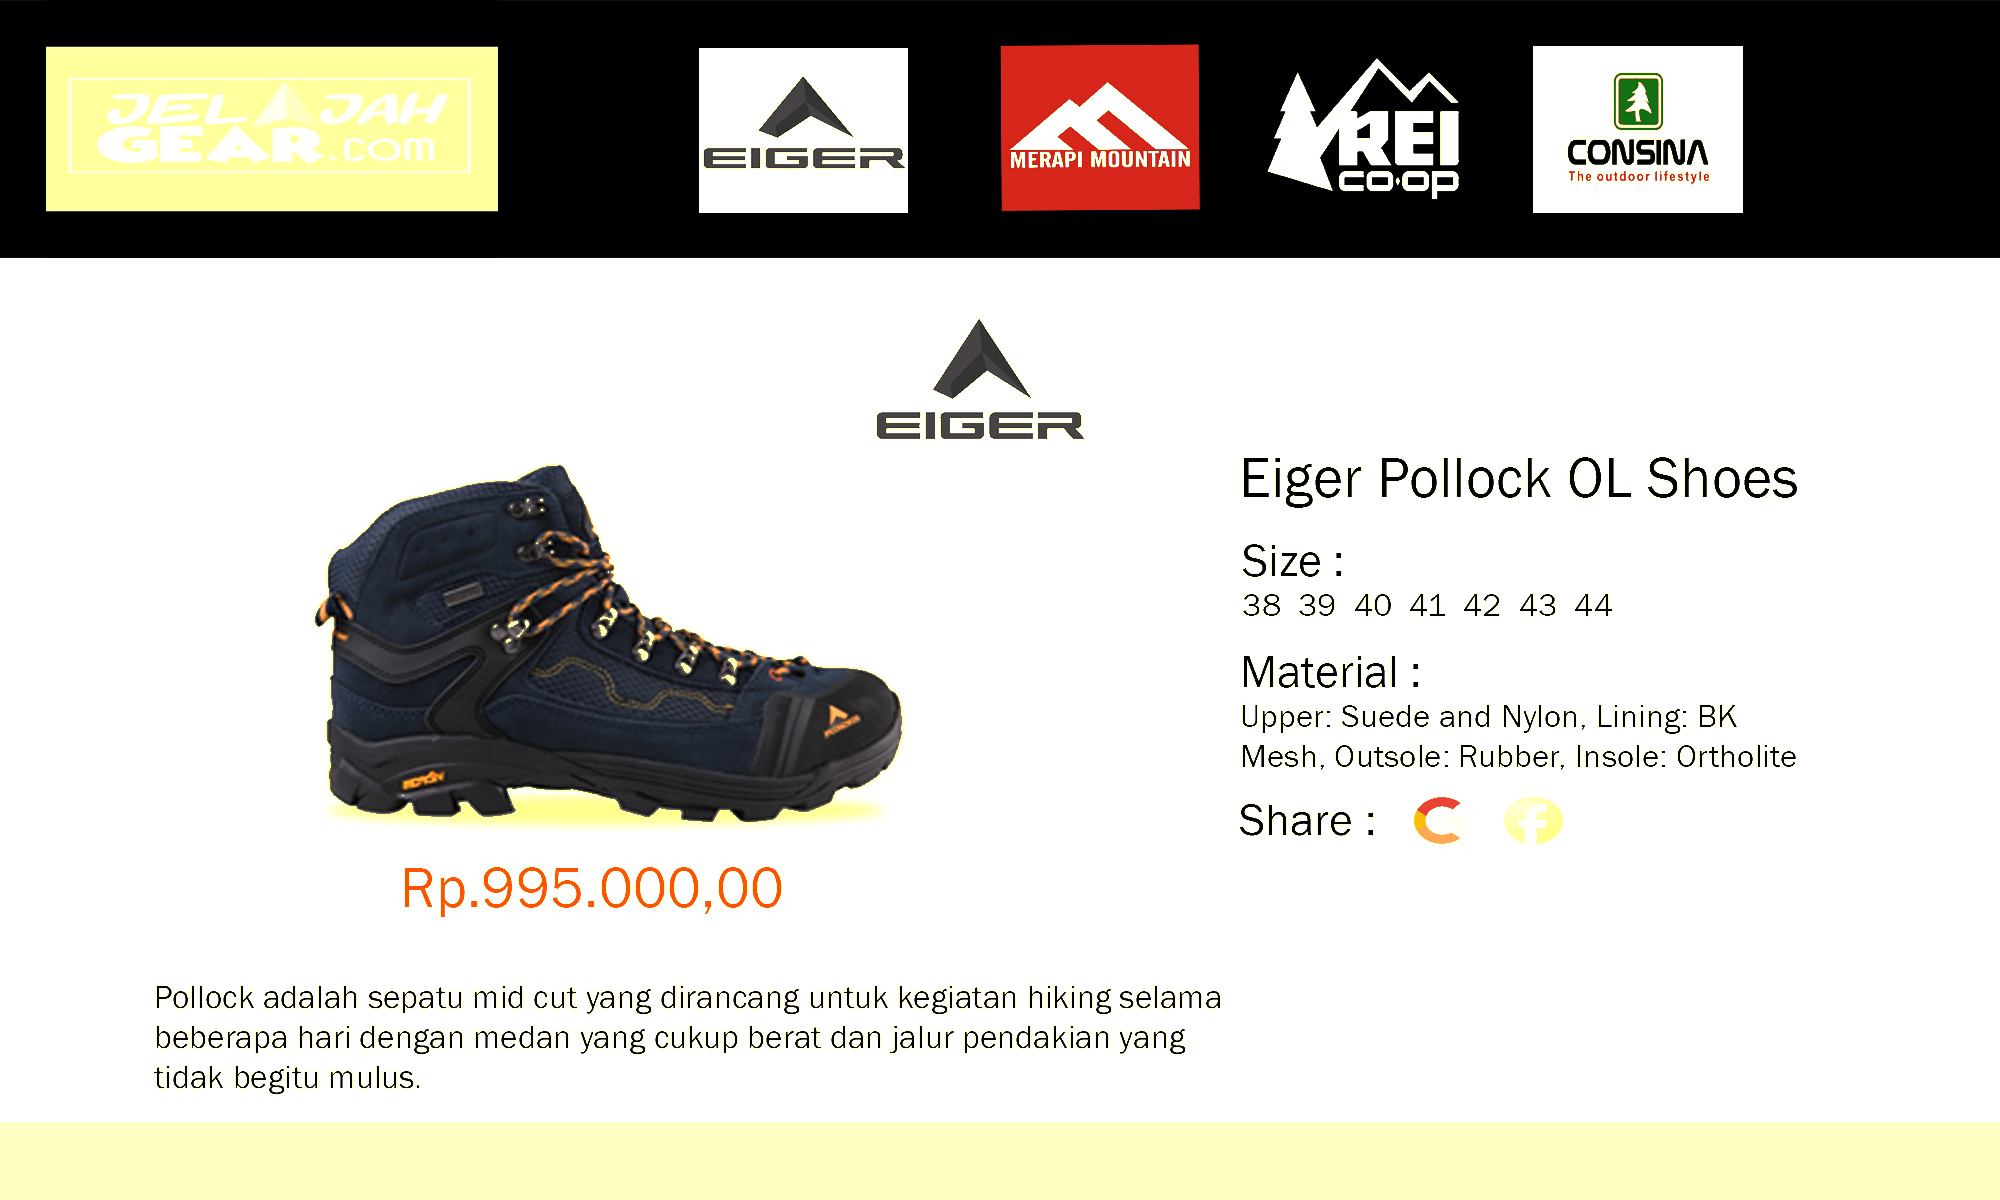 JELAJAH
GEAR.com
EIGER
MERAPI MOUNTAIN
REI
CO·OP
CONSINA
The outdoor lifestyle
EIGER
Eiger Pollock OL Shoes
Size :
38 39 40 41 42 43 44
Material :
Upper: Suede and Nylon, Lining: BK
Mesh, Outsole: Rubber, Insole: Ortholite
Share :
Rp.995.000,00
Pollock adalah sepatu mid cut yang dirancang untuk kegiatan hiking selama
beberapa hari dengan medan yang cukup berat dan jalur pendakian yang
tidak begitu mulus.